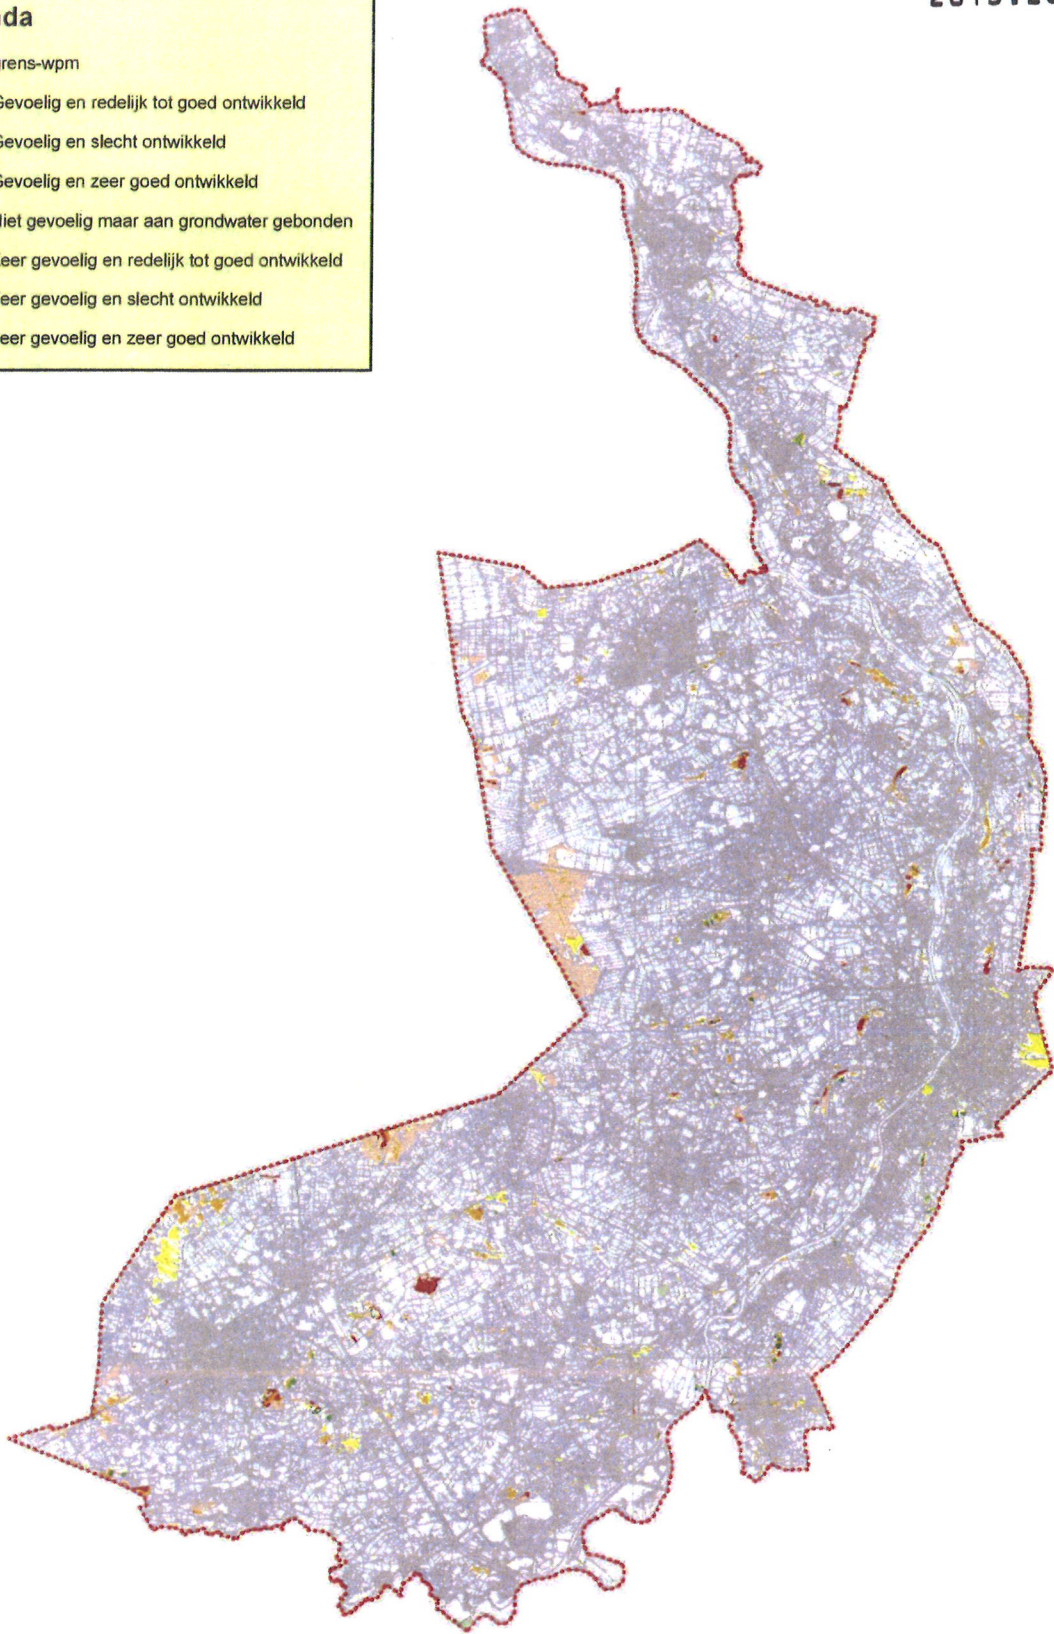 grens-wpm
Gevoelig en redelijk tot goed ontwikkeld
Gevoelig en slecht ontwikkeld
Gevoelig en zeer goed ontwikkeld
Niet gevoelig maar aan grondwater gebonden
eer gevoelig en redelijk tot goed ontwikkeld
eer gevoelig en slecht ontwikkeld
eer gevoelig en zeer goed ontwikkeld